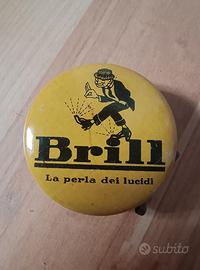 Brill
La perla dei lucidi
subito